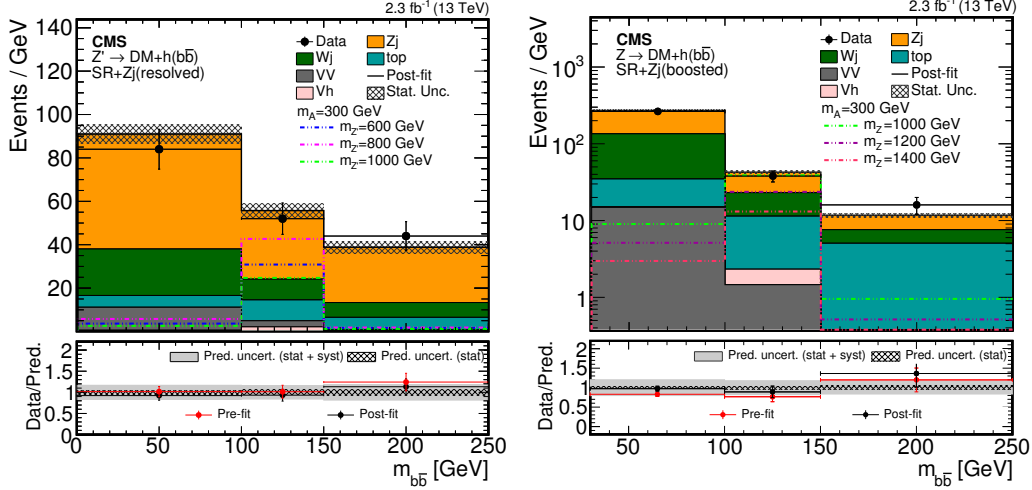 2.3 fb⁻¹ (13 TeV)
Events / GeV
140
120
100
80
60
40
20
CMS
Z' → DM+h(bb̅)
SR+Zj(resolved)
Data
Zj
Wj
top
VV
Post-fit
Vh
Stat. Unc.
m_A=300 GeV
m_Z'=600 GeV
m_Z'=800 GeV
m_Z'=1000 GeV
Data/Pred.
2
1.5
1
0.5
0
Pred. uncert. (stat + syst)
Pred. uncert. (stat)
Pre-fit
Post-fit
0 50 100 150 200 250
m_bb̅ [GeV]
2.3 fb⁻¹ (13 TeV)
Events / GeV
10³
10²
10
1
CMS
Z → DM+h(bb̅)
SR+Zj(boosted)
Data
Zj
Wj
top
VV
Post-fit
Vh
Stat. Unc.
m_A=300 GeV
m_Z=1000 GeV
m_Z=1200 GeV
m_Z=1400 GeV
Data/Pred.
2
1.5
1
0.5
0
Pred. uncert. (stat + syst)
Pred. uncert. (stat)
Pre-fit
Post-fit
50 100 150 200 250
m_bb̅ [GeV]